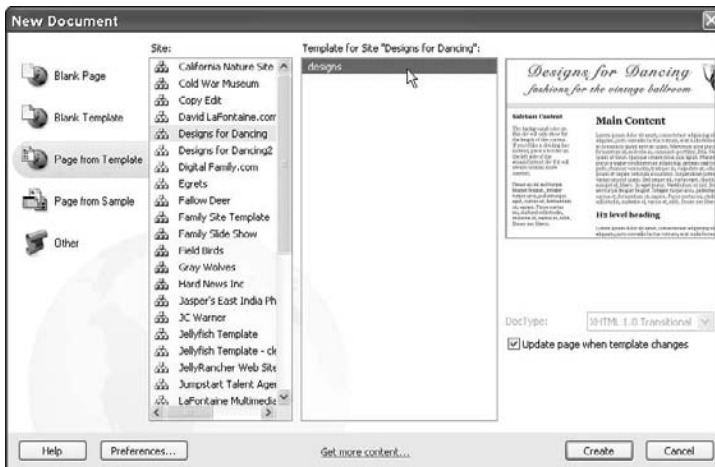 New Document
Blank Page
Blank Template
Page from Template
Page from Sample
Other
Site:
California Nature Site
Cold War Museum
Copy Edit
David LaFontaine.com
Designs for Dancing
Designs for Dancing2
Digital Family.com
Egrets
Fallow Deer
Family Site Template
Family Slide Show
Field Birds
Gray Wolves
Hard News Inc
Jasper's East India Ph
JC Warner
Jellyfish Template
Jellyfish Template - cle
JellyRancher Web Site
Jumpstart Talent Agen
LaFontaine Multimedia
Template for Site "Designs for Dancing":
designs
Designs for Dancing
fashions for the vintage ballroom
Sidebar Content
Main Content
H2 level heading
DocType:
XHTML 1.0 Transitional
Update page when template changes
Help
Preferences...
Get more content...
Create
Cancel